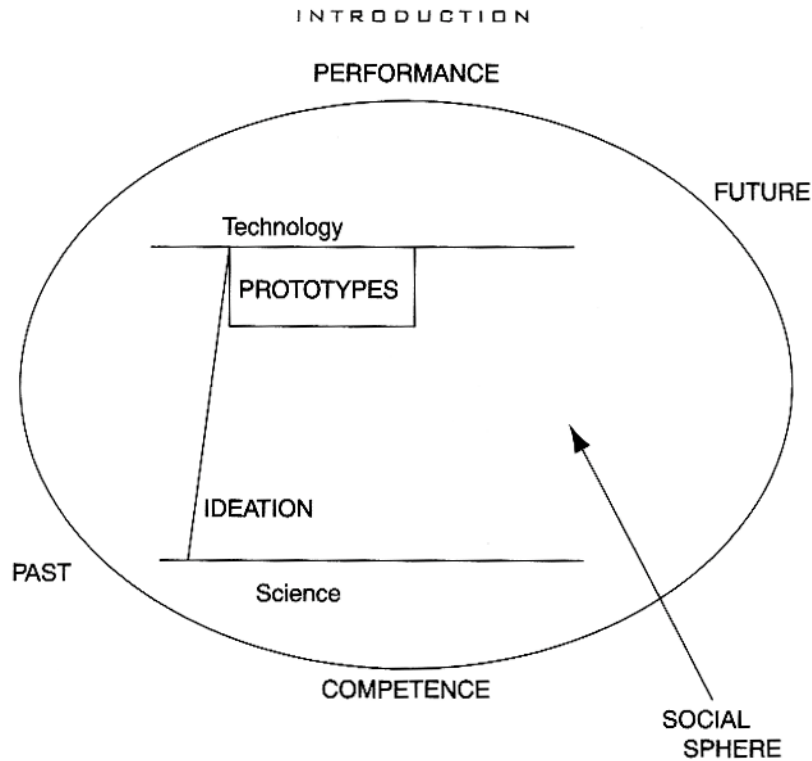 INTRODUCTION
PERFORMANCE
FUTURE
Technology
PROTOTYPES
IDEATION
PAST
Science
COMPETENCE
SOCIAL
SPHERE